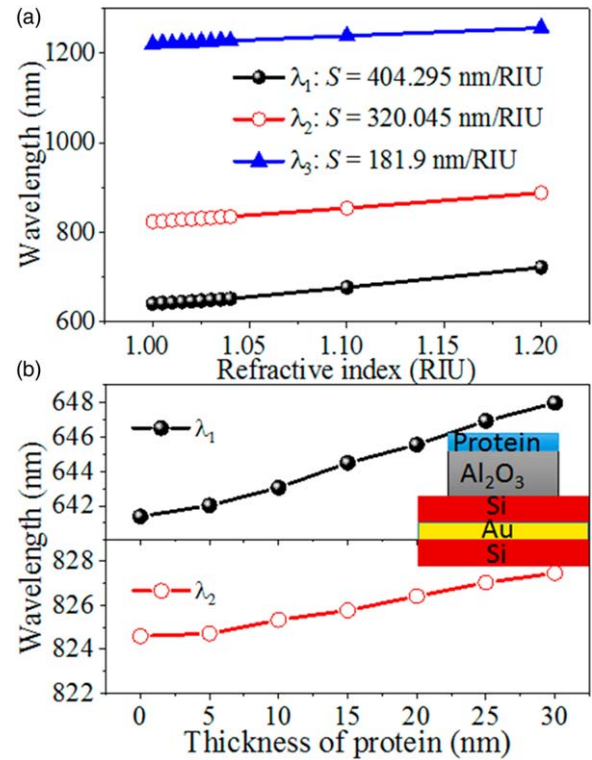 (a)
1200
1000
800
600
Wavelength (nm)
λ1: S = 404.295 nm/RIU
λ2: S = 320.045 nm/RIU
λ3: S = 181.9 nm/RIU
1.00 1.05 1.10 1.15 1.20
Refractive index (RIU)
(b)
648
646
644
642
Wavelength (nm)
λ1
Protein
Al2O3
Si
Au
Si
828
826
824
822
λ2
0 5 10 15 20 25 30
Thickness of protein (nm)